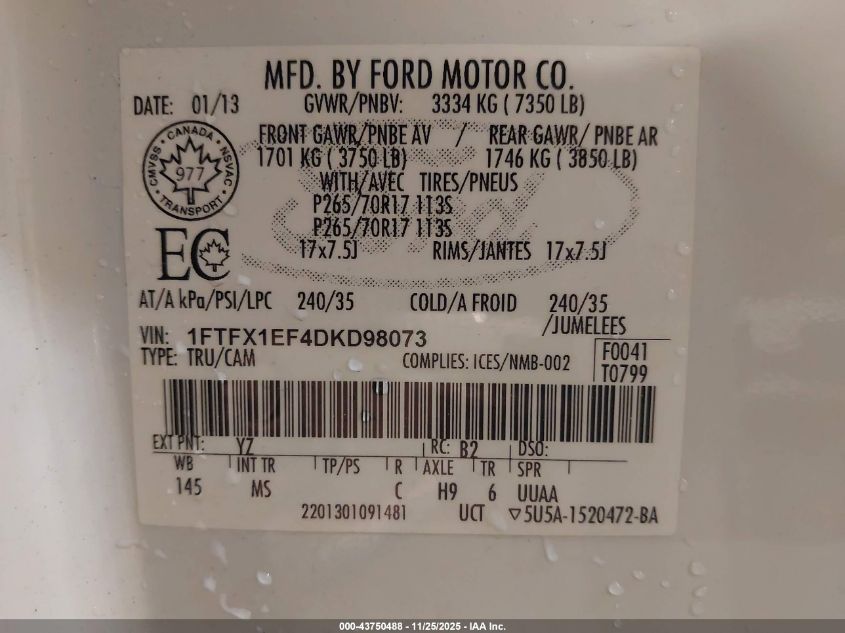 MFD. BY FORD MOTOR CO.
DATE: 01/13 GVWR/PNBV: 3334 KG ( 7350 LB)
FRONT GAWR/PNBE AV / REAR GAWR/ PNBE AR
1701 KG ( 3750 LB) 1746 KG ( 3850 LB)
WITH/AVEC TIRES/PNEUS
P265/70R17 113S
P265/70R17 113S
17x7.5J RIMS/JANTES 17x7.5J
CANADA
CMVSS 977 NSVAC
TRANSPORT
EC
Ford
AT/A kPa/PSI/LPC 240/35 COLD/A FROID 240/35
/JUMELEES
VIN: 1FTFX1EF4DKD98073
TYPE: TRU/CAM COMPLIES: ICES/NMB-002 F0041
T0799
EXT PNT: YZ RC: B2 DSO:
WB INT TR TP/PS R AXLE TR SPR
145 MS C H9 6 UUAA
2201301091481 UCT ▽5U5A-1520472-BA
000-43750488 - 11/25/2025 - IAA Inc.